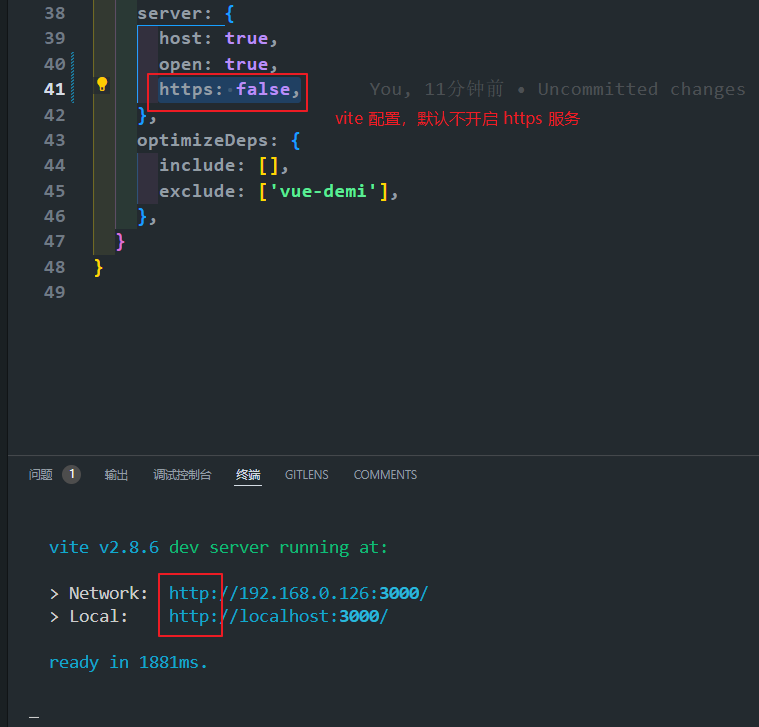 38 server: {
39 host: true,
40 open: true,
41 https: false, You, 11分钟前 • Uncommitted changes
vite 配置，默认不开启 https 服务
42 },
43 optimizeDeps: {
44 include: [],
45 exclude: ['vue-demi'],
46 },
47 }
48 }
49
问题 1 输出 调试控制台 终端 GITLENS COMMENTS
vite v2.8.6 dev server running at:
> Network: http://192.168.0.126:3000/
> Local: http://localhost:3000/
ready in 1881ms.